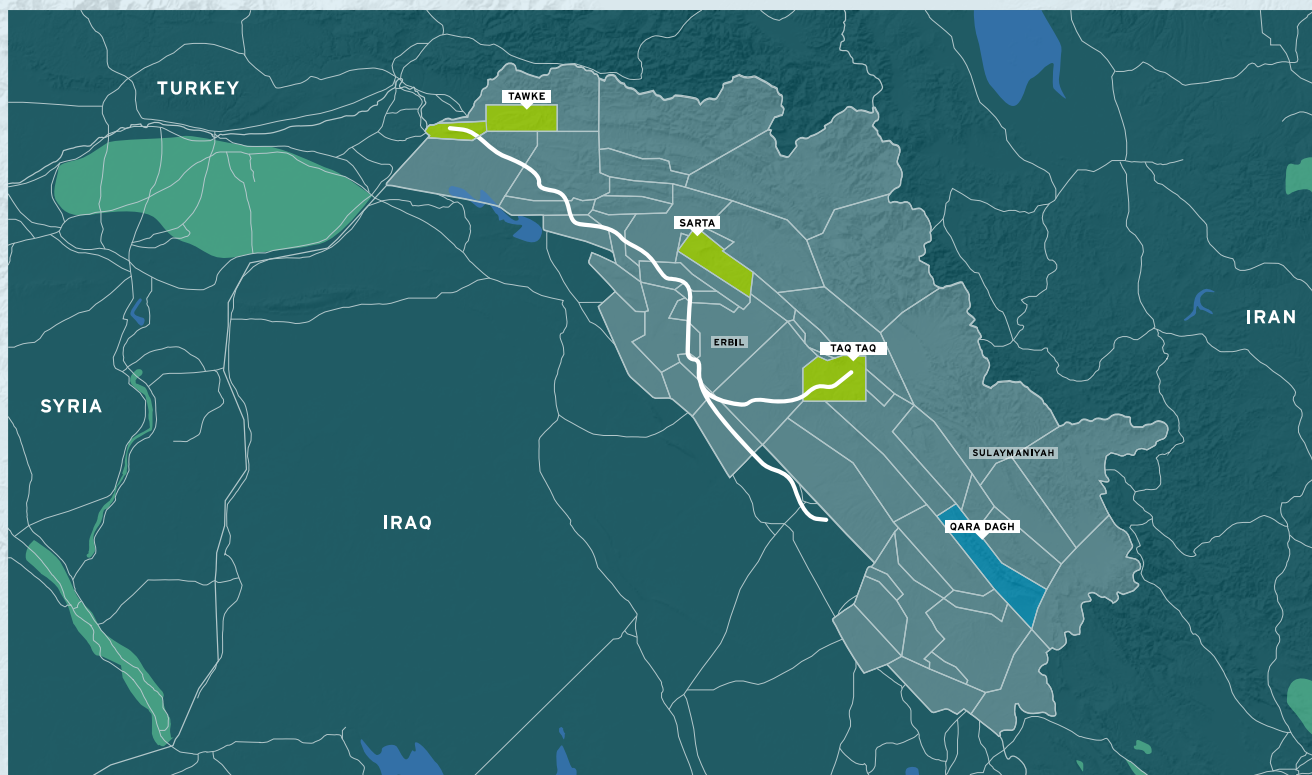 TURKEY
TAWKE
SARTA
IRAN
ERBIL
TAQ TAQ
SYRIA
SULAYMANIYAH
IRAQ
QARA DAGH